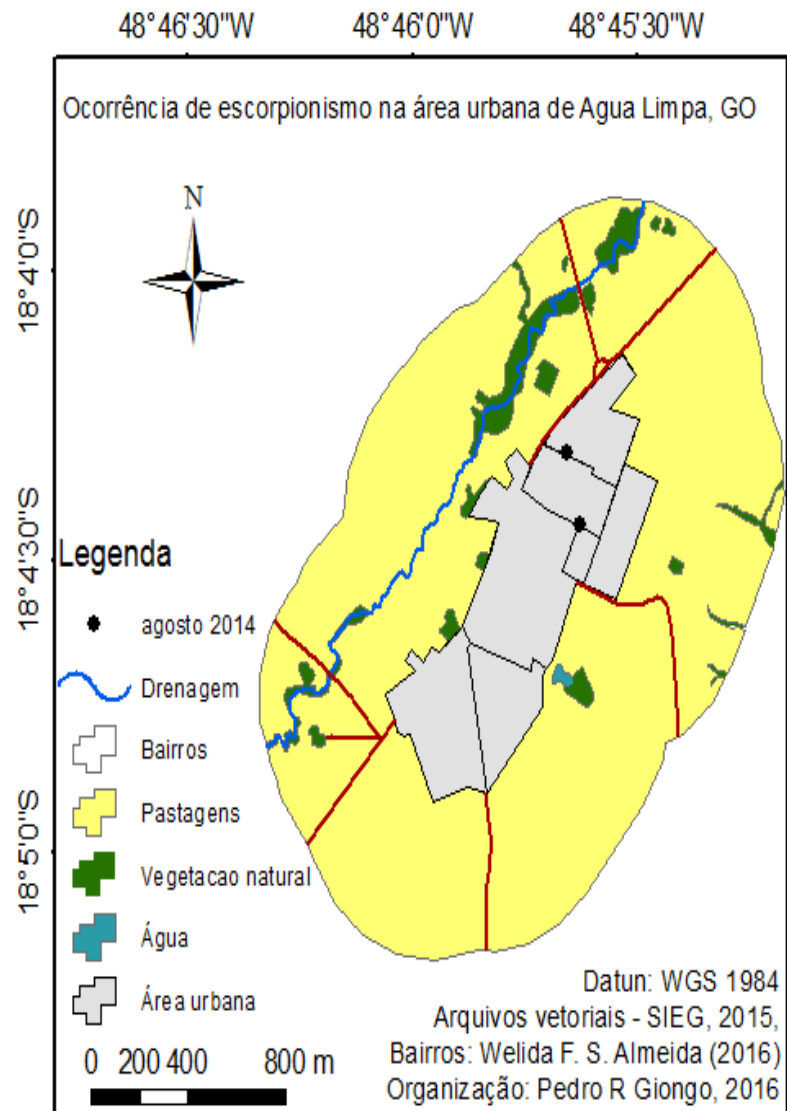 48°46'30"W 48°46'0"W 48°45'30"W
Ocorrência de escorpionismo na área urbana de Agua Limpa, GO
N
18°4'0"S
18°4'30"S
18°5'0"S
Legenda
agosto 2014
Drenagem
Bairros
Pastagens
Vegetacao natural
Água
Área urbana
0 200 400 800 m
Datun: WGS 1984
Arquivos vetoriais - SIEG, 2015,
Bairros: Welida F. S. Almeida (2016)
Organização: Pedro R Giongo, 2016